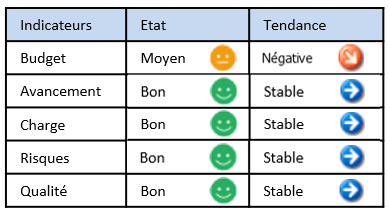 Indicateurs Etat Tendance
Budget Moyen Négative
Avancement Bon Stable
Charge Bon Stable
Risques Bon Stable
Qualité Bon Stable